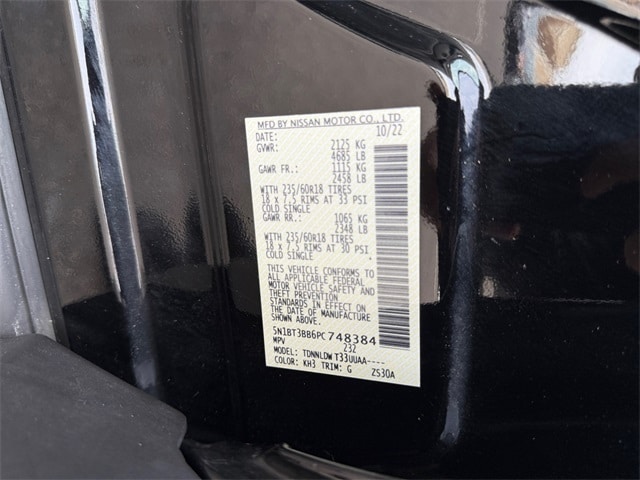 MFD BY NISSAN MOTOR CO., LTD.
DATE: 10/22
GVWR: 2125 KG
4685 LB
GAWR FR.: 1115 KG
2458 LB
WITH 235/60R18 TIRES
18 x 7.5 RIMS AT 33 PSI
COLD SINGLE
GAWR RR.: 1065 KG
2348 LB
WITH 235/60R18 TIRES
18 x 7.5 RIMS AT 30 PSI
COLD SINGLE
THIS VEHICLE CONFORMS TO
ALL APPLICABLE FEDERAL
MOTOR VEHICLE SAFETY AND
THEFT PREVENTION
STANDARDS IN EFFECT ON
THE DATE OF MANUFACTURE
SHOWN ABOVE.
5N1BT3BB6PC748384
MPV 232
MODEL: TDNNLDW T33UUAA----
COLOR: KH3 TRIM: G ZS30A